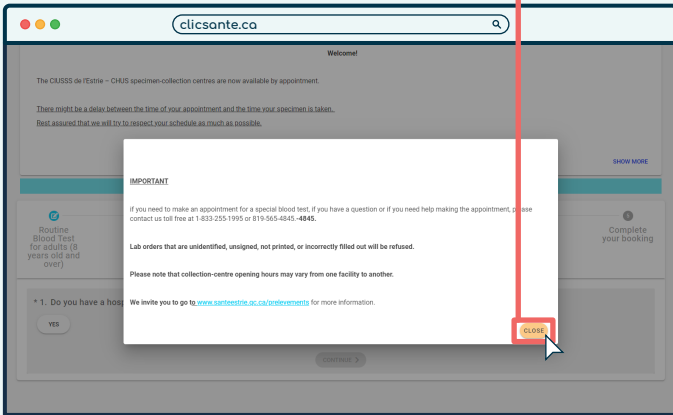 clicsante.ca
Welcome!
The CIUSSS de l'Estrie – CHUS specimen-collection centres are now available by appointment.
There might be a delay between the time of your appointment and the time your specimen is taken.
Rest assured that we will try to respect your schedule as much as possible.
SHOW MORE
IMPORTANT
if you need to make an appointment for a special blood test, if you have a question or if you need help making the appointment, please
contact us toll free at 1-833-255-1995 or 819-565-4845.-4845.
Lab orders that are unidentified, unsigned, not printed, or incorrectly filled out will be refused.
Please note that collection-centre opening hours may vary from one facility to another.
We invite you to go to www.santeestrie.qc.ca/prelevements for more information.
CLOSE
Routine
Blood Test
for adults (8
years old and
over)
Complete
your booking
* 1. Do you have a hosp
YES
CONTINUE